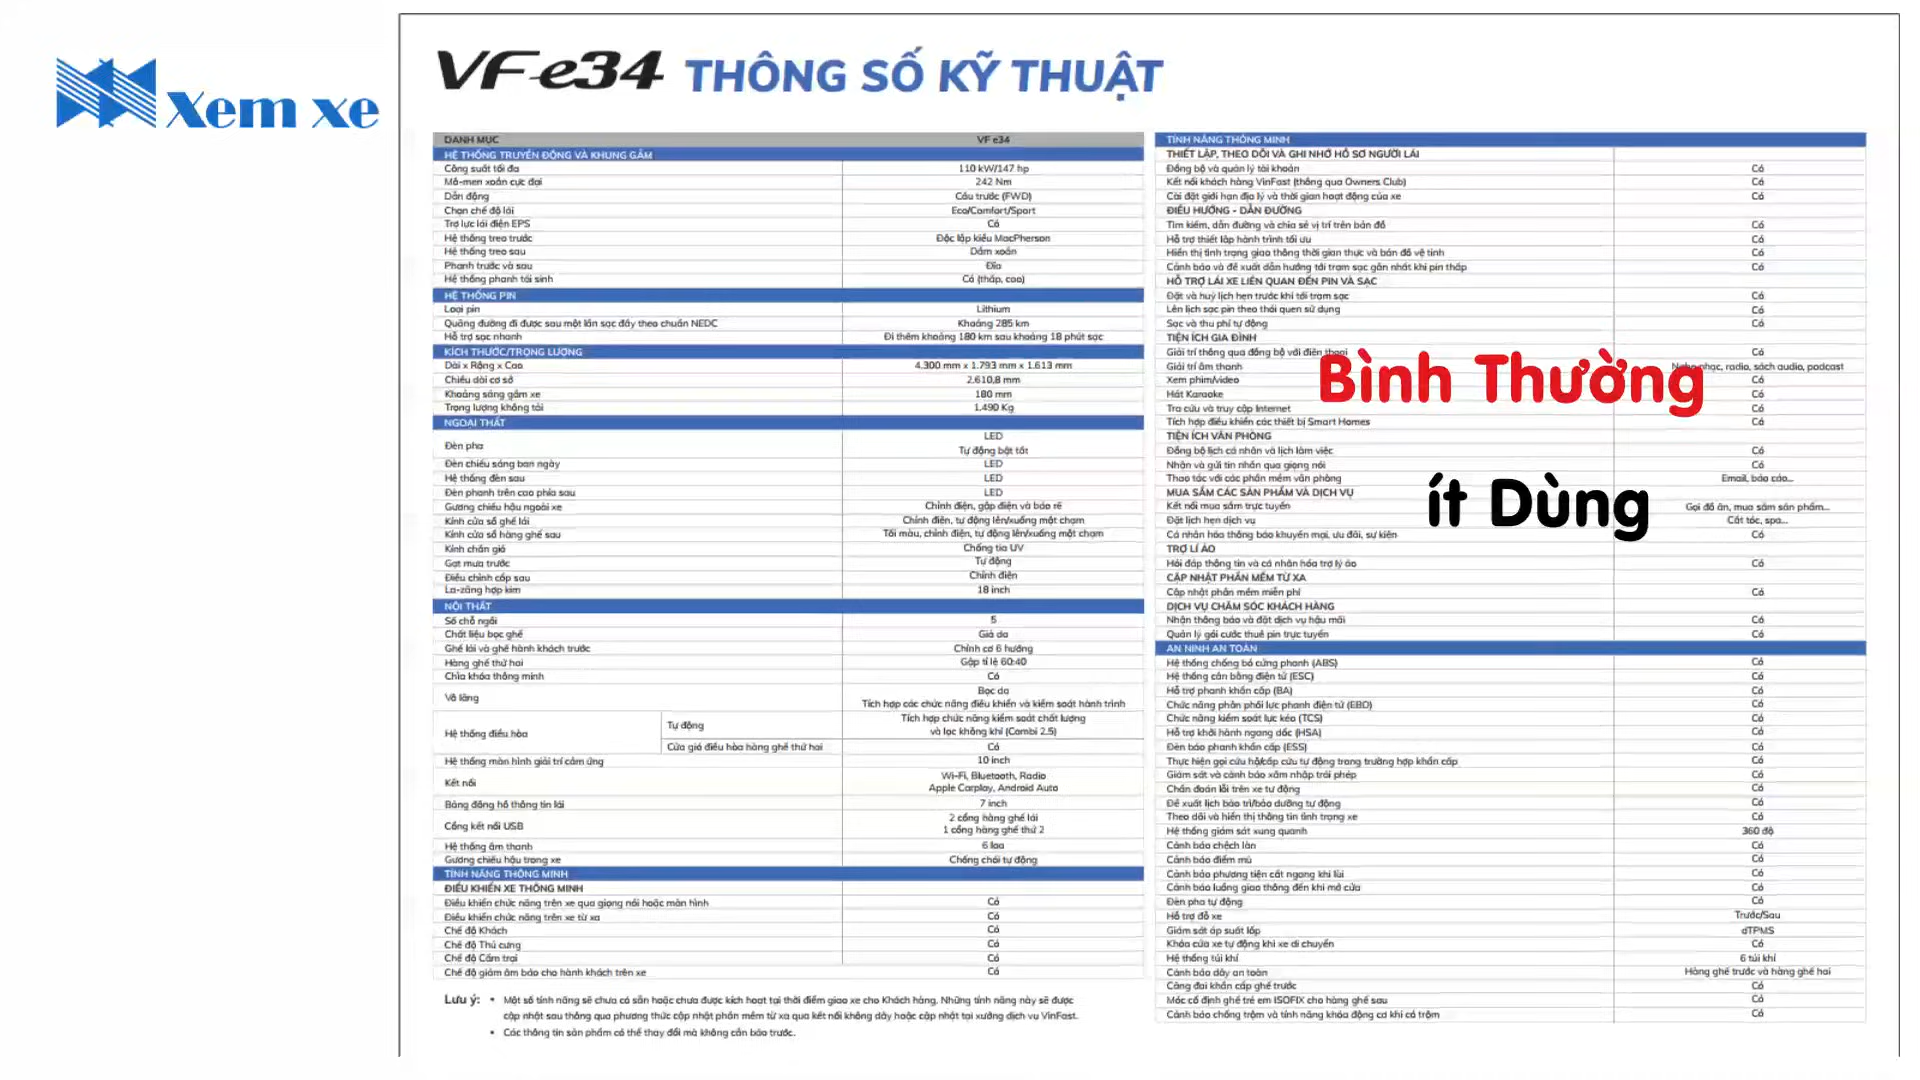 Xem xe
VF e34 THÔNG SỐ KỸ THUẬT
DANH MỤC VF e34
HỆ THỐNG TRUYỀN ĐỘNG VÀ KHUNG GẦM
Công suất tối đa 110 kW/147 hp
Mô-men xoắn cực đại 242 Nm
Dẫn động Cầu trước (FWD)
Chọn chế độ lái Eco/Comfort/Sport
Trợ lực lái điện EPS Có
Hệ thống treo trước Độc lập kiểu MacPherson
Hệ thống treo sau Dầm xoắn
Phanh trước và sau Đĩa
Hệ thống phanh tái sinh Có (thấp, cao)
HỆ THỐNG PIN
Loại pin Lithium
Quãng đường đi được sau một lần sạc đầy theo chuẩn NEDC Khoảng 285 km
Hỗ trợ sạc nhanh Đi thêm khoảng 180 km sau khoảng 18 phút sạc
KÍCH THƯỚC/TRỌNG LƯỢNG
Dài x Rộng x Cao 4.300 mm x 1.793 mm x 1.613 mm
Chiều dài cơ sở 2.610,8 mm
Khoảng sáng gầm xe 180 mm
Trọng lượng không tải 1.490 Kg
NGOẠI THẤT
Đèn pha LED
Tự động bật tắt
Đèn chiếu sáng ban ngày LED
Hệ thống đèn sau LED
Đèn phanh trên cao phía sau LED
Gương chiếu hậu ngoài xe Chỉnh điện, gập điện và báo rẽ
Kính cửa sổ ghế lái Chỉnh điện, tự động lên/xuống một chạm
Kính cửa sổ hàng ghế sau Tối màu, chỉnh điện, tự động lên/xuống một chạm
Kính chắn gió Chống tia UV
Gạt mưa trước Tự động
Điều chỉnh cốp sau Chỉnh điện
La-zăng hợp kim 18 inch
NỘI THẤT
Số chỗ ngồi 5
Chất liệu bọc ghế Giả da
Ghế lái và ghế hành khách trước Chỉnh cơ 6 hướng
Hàng ghế thứ hai Gập tỉ lệ 60:40
Chìa khóa thông minh Có
Vô lăng Bọc da
Tích hợp các chức năng điều khiển và kiểm soát hành trình
Hệ thống điều hòa Tự động Tích hợp chức năng kiểm soát chất lượng
và lọc không khí (Combi 2.5)
Cửa gió điều hòa hàng ghế thứ hai Có
Hệ thống màn hình giải trí cảm ứng 10 inch
Kết nối Wi-Fi, Bluetooth, Radio
Apple Carplay, Android Auto
Bảng đồng hồ thông tin lái 7 inch
Cổng kết nối USB 2 cổng hàng ghế lái
1 cổng hàng ghế thứ 2
Hệ thống âm thanh 6 loa
Gương chiếu hậu trong xe Chống chói tự động
TÍNH NĂNG THÔNG MINH
ĐIỀU KHIỂN XE THÔNG MINH
Điều khiển chức năng trên xe qua giọng nói hoặc màn hình Có
Điều khiển chức năng trên xe từ xa Có
Chế độ Khách Có
Chế độ Thú cưng Có
Chế độ Cắm trại Có
Chế độ giảm âm báo cho hành khách trên xe Có
Lưu ý: • Một số tính năng sẽ chưa có sẵn hoặc chưa được kích hoạt tại thời điểm giao xe cho Khách hàng. Những tính năng này sẽ được
cập nhật sau thông qua phương thức cập nhật phần mềm từ xa qua kết nối không dây hoặc cập nhật tại xưởng dịch vụ VinFast.
• Các thông tin sản phẩm có thể thay đổi mà không cần báo trước.
TÍNH NĂNG THÔNG MINH
THIẾT LẬP, THEO DÕI VÀ GHI NHỚ HỒ SƠ NGƯỜI LÁI
Đồng bộ và quản lý tài khoản Có
Kết nối khách hàng VinFast (thông qua Owners Club) Có
Cài đặt giới hạn địa lý và thời gian hoạt động của xe Có
ĐIỀU HƯỚNG - DẪN ĐƯỜNG
Tìm kiếm, dẫn đường và chia sẻ vị trí trên bản đồ Có
Hỗ trợ thiết lập hành trình tối ưu Có
Hiển thị tình trạng giao thông thời gian thực và bản đồ vệ tinh Có
Cảnh báo và đề xuất dẫn hướng tới trạm sạc gần nhất khi pin thấp Có
HỖ TRỢ LÁI XE LIÊN QUAN ĐẾN PIN VÀ SẠC
Đặt và huỷ lịch hẹn trước khi tới trạm sạc Có
Lên lịch sạc pin theo thói quen sử dụng Có
Sạc và thu phí tự động Có
TIỆN ÍCH GIA ĐÌNH
Giải trí thông qua đồng bộ với điện thoại Có
Giải trí âm thanh Nghe nhạc, radio, sách audio, podcast
Bình Thường
Xem phim/video Có
Hát Karaoke Có
Tra cứu và truy cập Internet Có
Tích hợp điều khiển các thiết bị Smart Homes Có
TIỆN ÍCH VĂN PHÒNG
Đồng bộ lịch cá nhân và lịch làm việc Có
Nhận và gửi tin nhắn qua giọng nói Có
Thao tác với các phần mềm văn phòng Email, báo cáo...
MUA SẮM CÁC SẢN PHẨM VÀ DỊCH VỤ
ít Dùng
Kết nối mua sắm trực tuyến Gọi đồ ăn, mua sắm sản phẩm...
Đặt lịch hẹn dịch vụ Cắt tóc, spa...
Cá nhân hóa thông báo khuyến mại, ưu đãi, sự kiện Có
TRỢ LÍ ẢO
Hỏi đáp thông tin và cá nhân hóa trợ lý ảo Có
CẬP NHẬT PHẦN MỀM TỪ XA
Cập nhật phần mềm miễn phí Có
DỊCH VỤ CHĂM SÓC KHÁCH HÀNG
Nhận thông báo và đặt dịch vụ hậu mãi Có
Quản lý gói cước thuê pin trực tuyến Có
AN NINH AN TOÀN
Hệ thống chống bó cứng phanh (ABS) Có
Hệ thống cân bằng điện tử (ESC) Có
Hỗ trợ phanh khẩn cấp (BA) Có
Chức năng phân phối lực phanh điện tử (EBD) Có
Chức năng kiểm soát lực kéo (TCS) Có
Hỗ trợ khởi hành ngang dốc (HSA) Có
Đèn báo phanh khẩn cấp (ESS) Có
Thực hiện gọi cứu hộ/cấp cứu tự động trong trường hợp khẩn cấp Có
Giám sát và cảnh báo xâm nhập trái phép Có
Chẩn đoán lỗi trên xe tự động Có
Đề xuất lịch bảo trì/bảo dưỡng tự động Có
Theo dõi và hiển thị thông tin tình trạng xe Có
Hệ thống giám sát xung quanh 360 độ
Cảnh báo chệch làn Có
Cảnh báo điểm mù Có
Cảnh báo phương tiện cắt ngang khi lùi Có
Cảnh báo luồng giao thông đến khi mở cửa Có
Đèn pha tự động Có
Hỗ trợ đỗ xe Trước/Sau
Giám sát áp suất lốp dTPMS
Khóa cửa xe tự động khi xe di chuyển Có
Hệ thống túi khí 6 túi khí
Cảnh báo dây an toàn Hàng ghế trước và hàng ghế hai
Căng đai khẩn cấp ghế trước Có
Móc cố định ghế trẻ em ISOFIX cho hàng ghế sau Có
Cảnh báo chống trộm và tính năng khóa động cơ khi có trộm Có